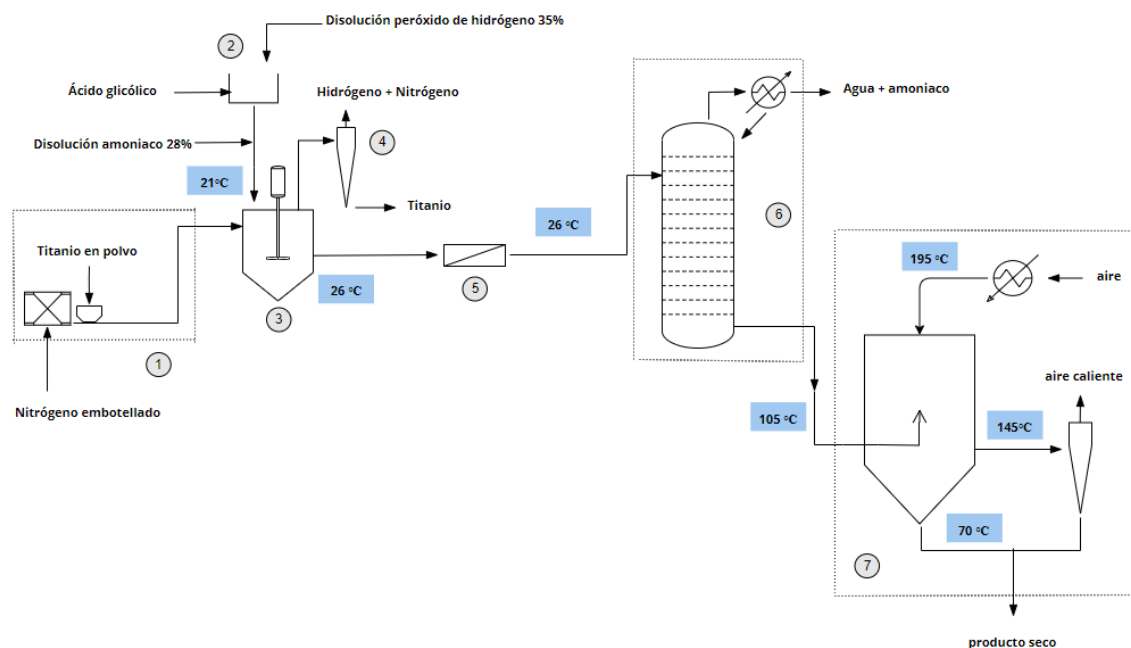 Disolución peróxido de hidrógeno 35%
2
Ácido glicólico
Hidrógeno + Nitrógeno
Agua + amoniaco
Disolución amoniaco 28%
4
21ºC
Titanio
6
Titanio en polvo
26 ºC
195 ºC
aire
26 ºC
5
3
1
aire caliente
Nitrógeno embotellado
105 ºC
145ºC
70 ºC
7
producto seco